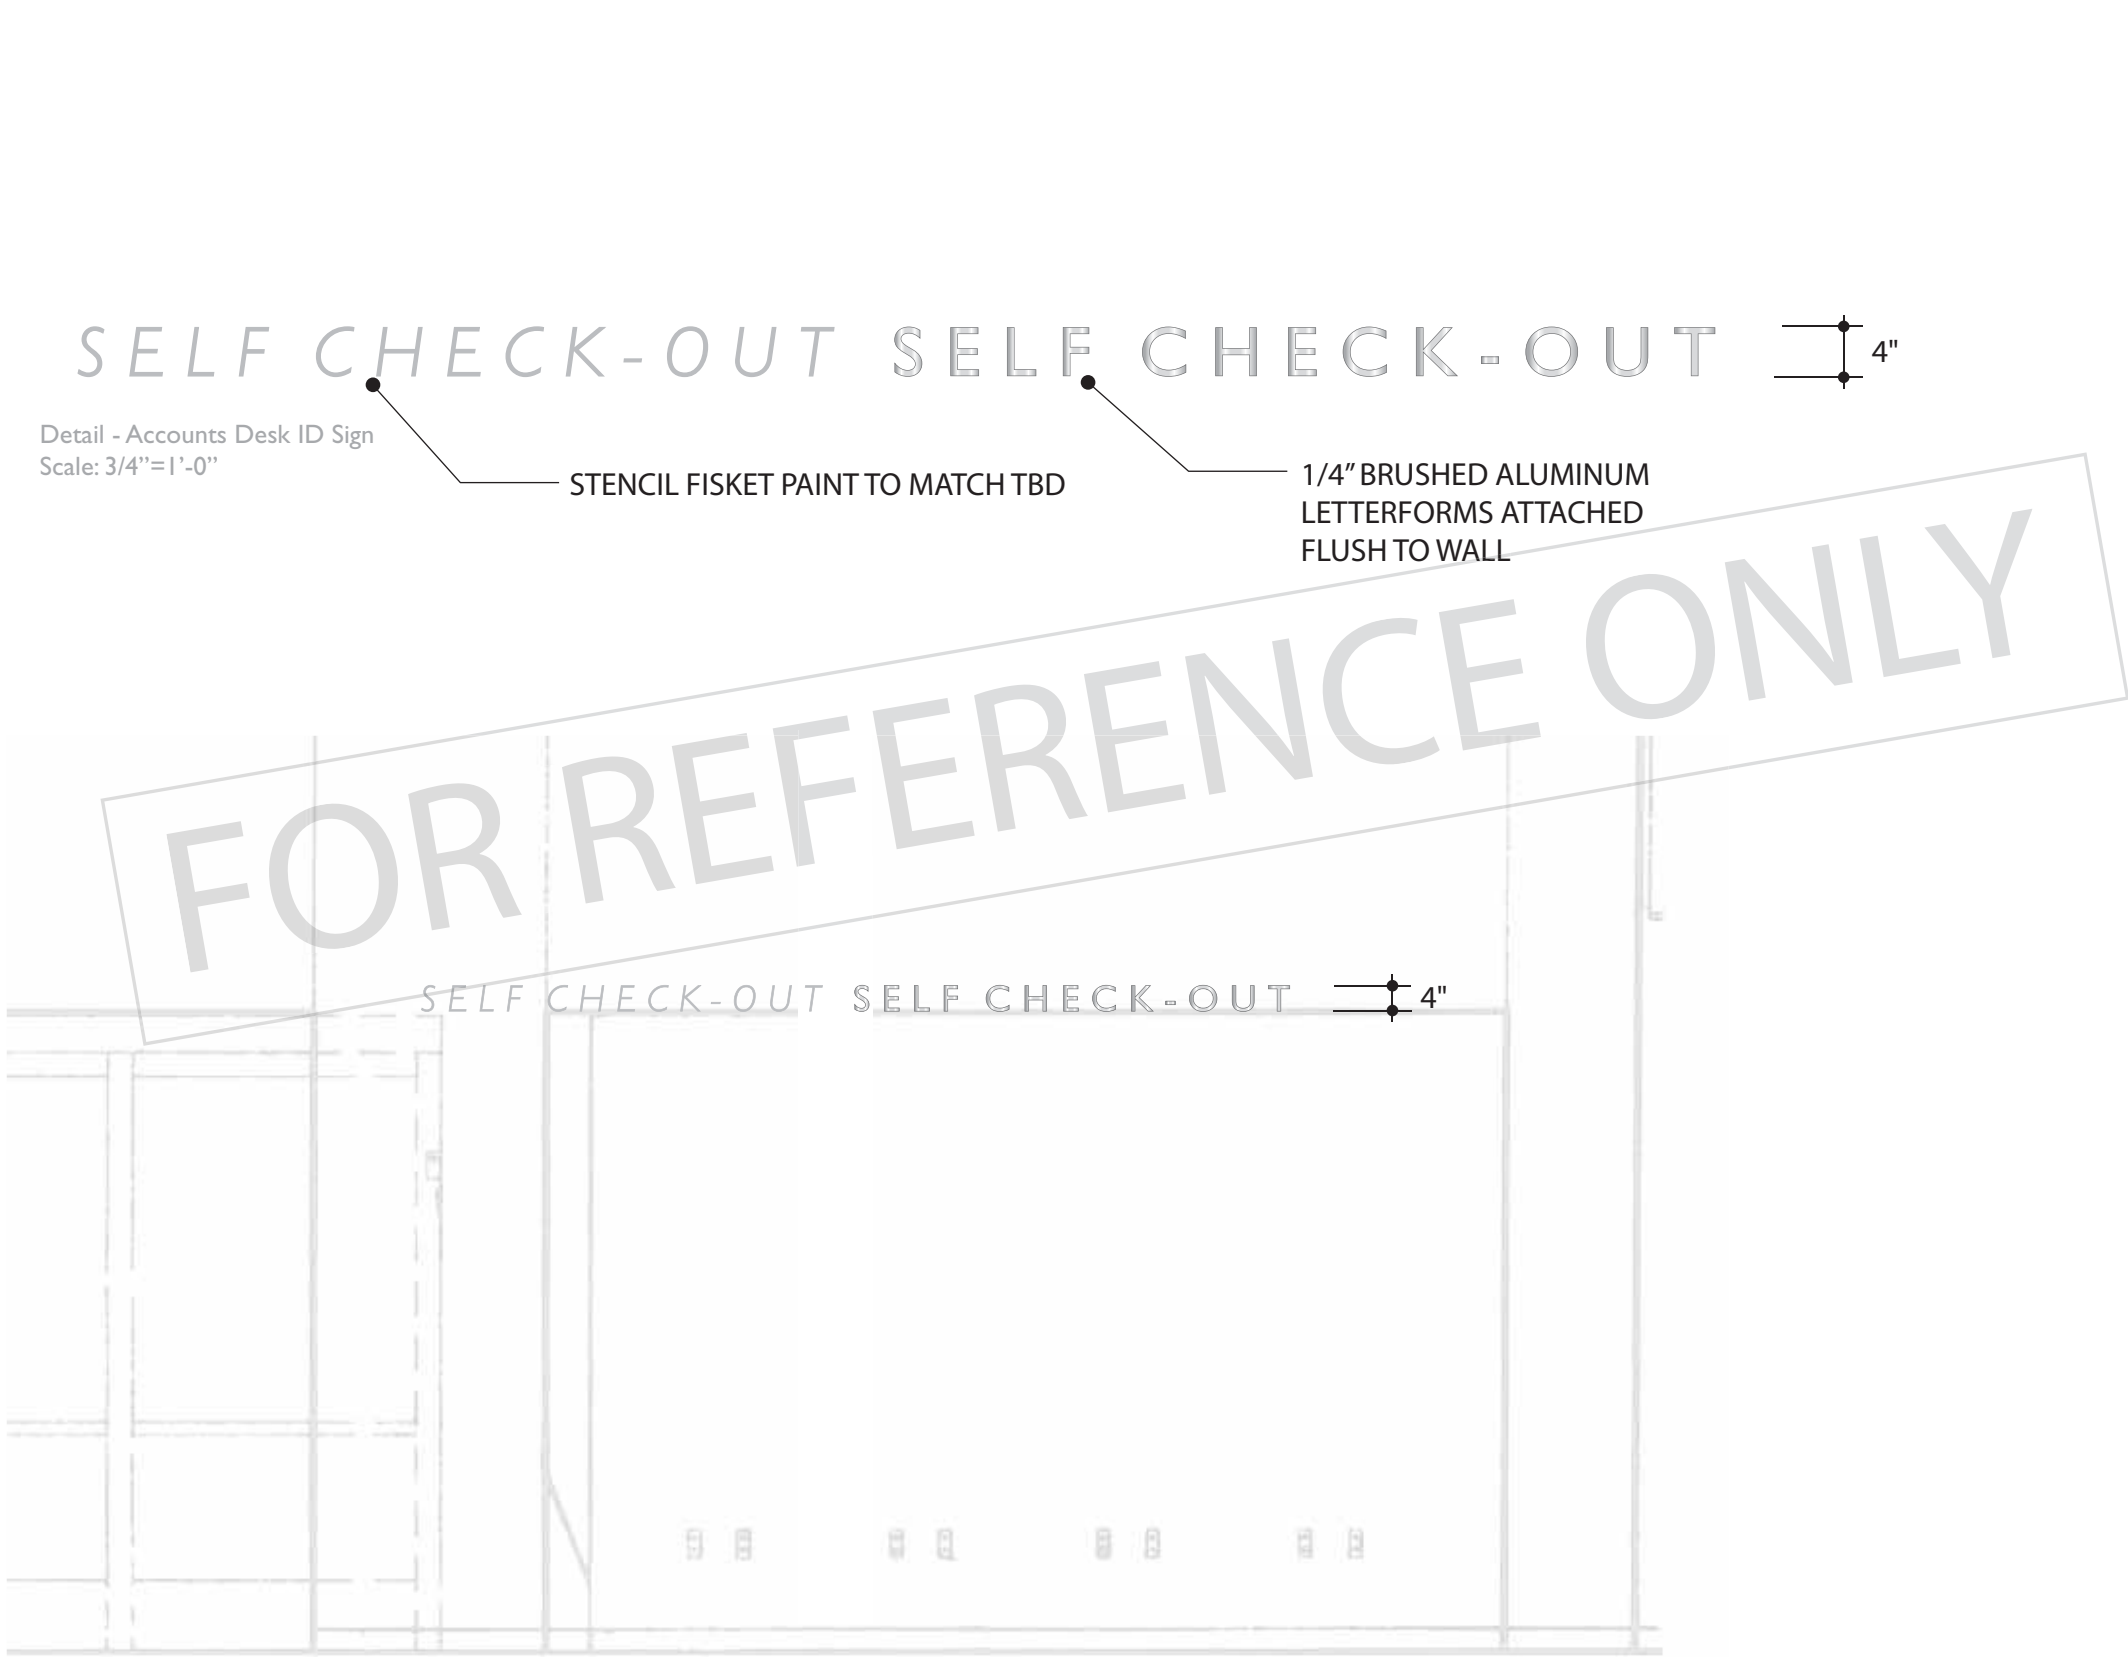 SELF CHECK-OUT SELF CHECK-OUT
4"
Detail - Accounts Desk ID Sign
Scale: 3/4”=1’-0”
STENCIL FISKET PAINT TO MATCH TBD
1/4” BRUSHED ALUMINUM
LETTERFORMS ATTACHED
FLUSH TO WALL
FOR REFERENCE ONLY
SELF CHECK-OUT SELF CHECK-OUT
4"